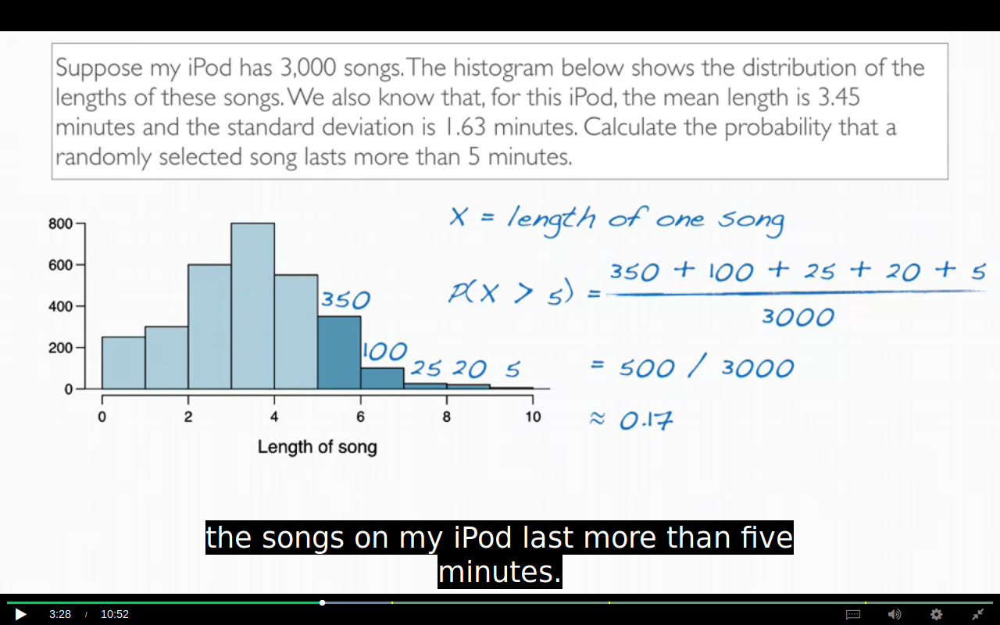 Suppose my iPod has 3,000 songs. The histogram below shows the distribution of the
lengths of these songs. We also know that, for this iPod, the mean length is 3.45
minutes and the standard deviation is 1.63 minutes. Calculate the probability that a
randomly selected song lasts more than 5 minutes.
800
600
400
200
0
350
100
25 20 5
0 2 4 6 8 10
Length of song
X = length of one song
P(X > 5) = 350 + 100 + 25 + 20 + 5
3000
= 500 / 3000
≈ 0.17
the songs on my iPod last more than five
minutes.
3:28 / 10:52